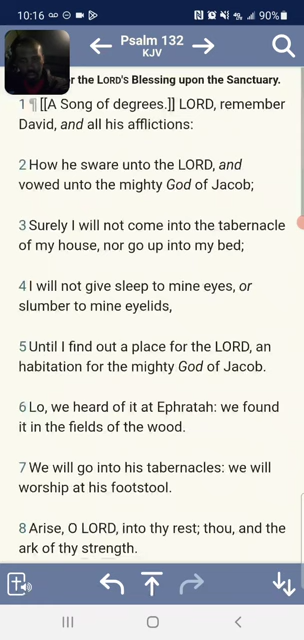 10:16 90%
Psalm 132
KJV
r the LORD'S Blessing upon the Sanctuary.
1 ¶ [[A Song of degrees.]] LORD, remember
David, and all his afflictions:
2 How he sware unto the LORD, and
vowed unto the mighty God of Jacob;
3 Surely I will not come into the tabernacle
of my house, nor go up into my bed;
4 I will not give sleep to mine eyes, or
slumber to mine eyelids,
5 Until I find out a place for the LORD, an
habitation for the mighty God of Jacob.
6 Lo, we heard of it at Ephratah: we found
it in the fields of the wood.
7 We will go into his tabernacles: we will
worship at his footstool.
8 Arise, O LORD, into thy rest; thou, and the
ark of thy strength.